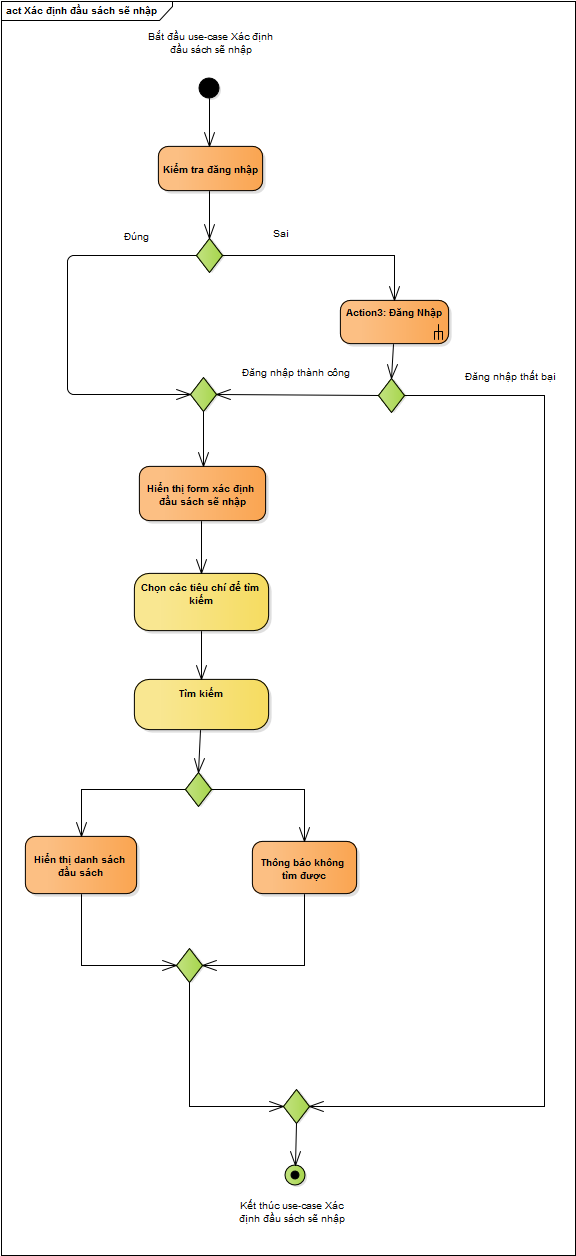 act Xác định đầu sách sẽ nhập
Bắt đầu use-case Xác định
đầu sách sẽ nhập
Kiểm tra đăng nhập
Đúng
Sai
Action3: Đăng Nhập
Đăng nhập thành công
Đăng nhập thất bại
Hiển thị form xác định
đầu sách sẽ nhập
Chọn các tiêu chí để tìm
kiếm
Tìm kiếm
Hiển thị danh sách
đầu sách
Thông báo không
tìm được
Kết thúc use-case Xác
định đầu sách sẽ nhập